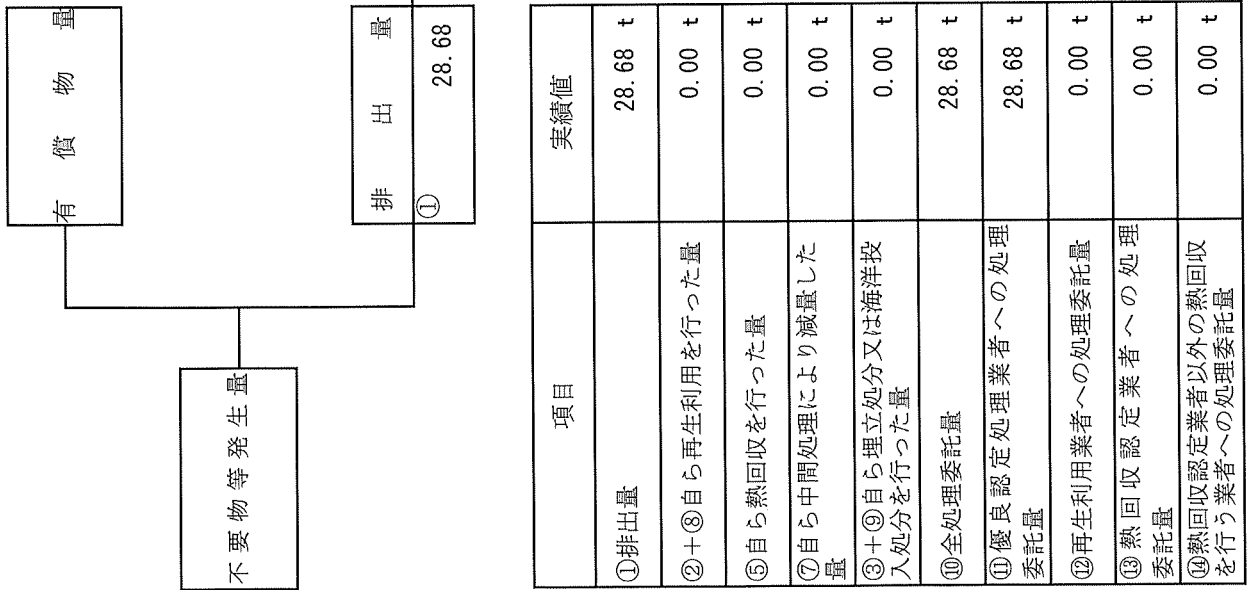 有償物量
不要物等発生量
排出量
①
28.68
項目 実績値
①排出量 28.68 t
②+⑧自ら再生利用を行った量 0.00 t
⑤自ら熱回収を行った量 0.00 t
⑦自ら中間処理により減量した
量 0.00 t
③+⑨自ら埋立処分又は海洋投
入処分を行った量 0.00 t
⑩全処理委託量 28.68 t
⑪優良認定処理業者への処理
委託量 28.68 t
⑫再生利用業者への処理委託量 0.00 t
⑬熱回収認定業者への処理
委託量 0.00 t
⑭熱回収認定業者以外の熱回収
を行う業者への処理委託量 0.00 t